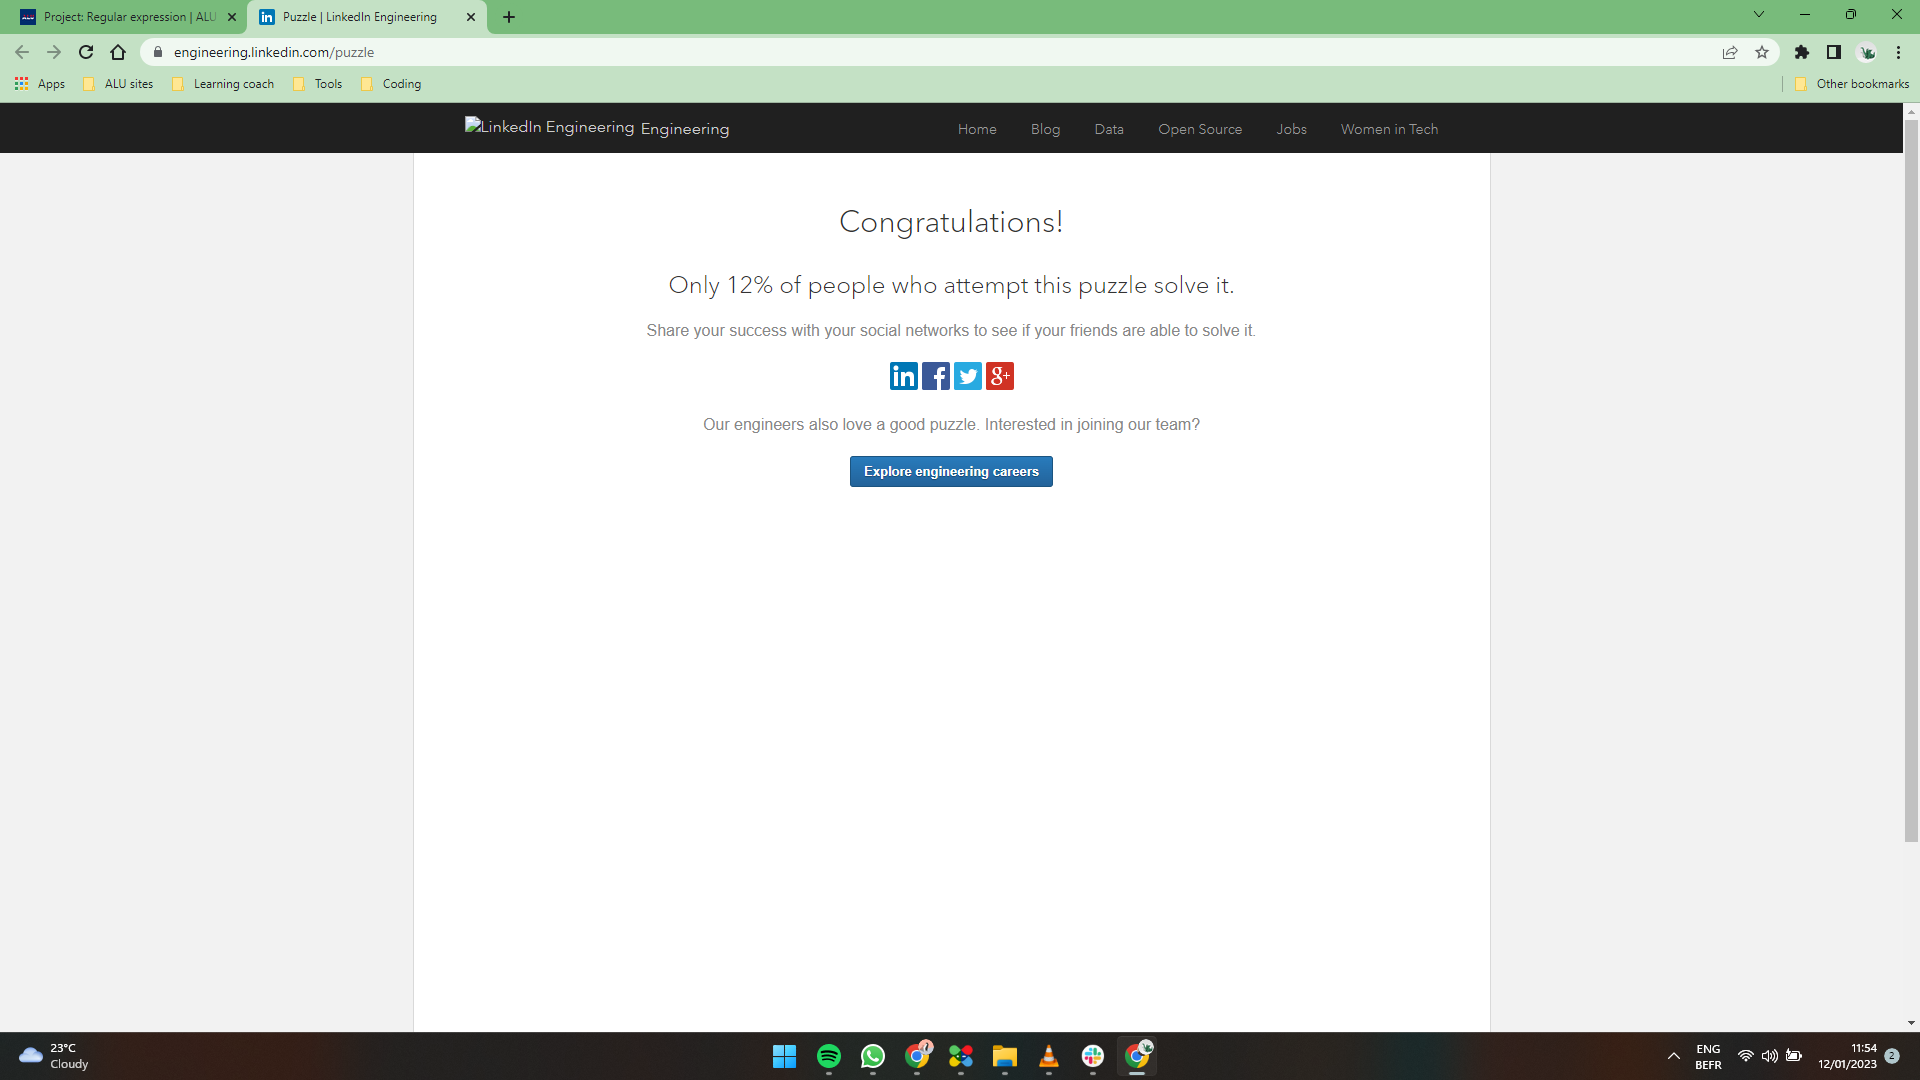 Project: Regular expression | ALU
Puzzle | LinkedIn Engineering
engineering.linkedin.com/puzzle
Apps
ALU sites
Learning coach
Tools
Coding
Other bookmarks
LinkedIn Engineering Engineering
Home
Blog
Data
Open Source
Jobs
Women in Tech
Congratulations!
Only 12% of people who attempt this puzzle solve it.
Share your success with your social networks to see if your friends are able to solve it.
in f g+
Our engineers also love a good puzzle. Interested in joining our team?
Explore engineering careers
23°C
Cloudy
ENG
BEFR
11:54
12/01/2023
2